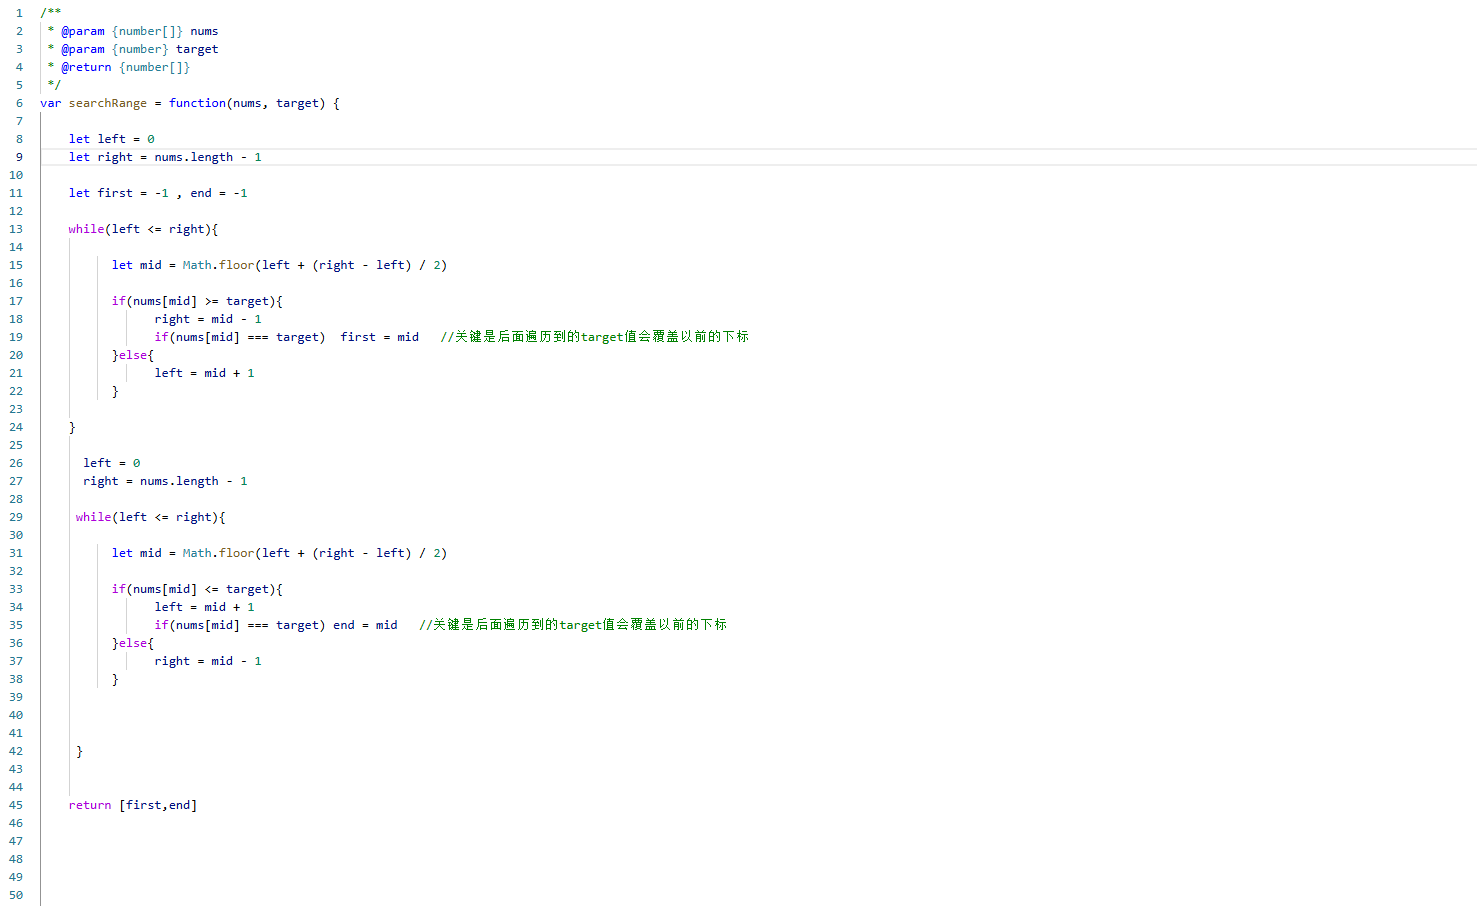 1 /**
2  * @param {number[]} nums
3  * @param {number} target
4  * @return {number[]}
5  */
6 var searchRange = function(nums, target) {
7
8     let left = 0
9     let right = nums.length - 1
10
11     let first = -1 , end = -1
12
13     while(left <= right){
14
15           let mid = Math.floor(left + (right - left) / 2)
16
17           if(nums[mid] >= target){
18                 right = mid - 1
19                 if(nums[mid] === target)  first = mid   //关键是后面遍历到的target值会覆盖以前的下标
20           }else{
21                 left = mid + 1
22           }
23
24     }
25
26       left = 0
27       right = nums.length - 1
28
29      while(left <= right){
30
31           let mid = Math.floor(left + (right - left) / 2)
32
33           if(nums[mid] <= target){
34                 left = mid + 1
35                 if(nums[mid] === target) end = mid   //关键是后面遍历到的target值会覆盖以前的下标
36           }else{
37                 right = mid - 1
38           }
39
40
41
42      }
43
44
45     return [first,end]
46
47
48
49
50